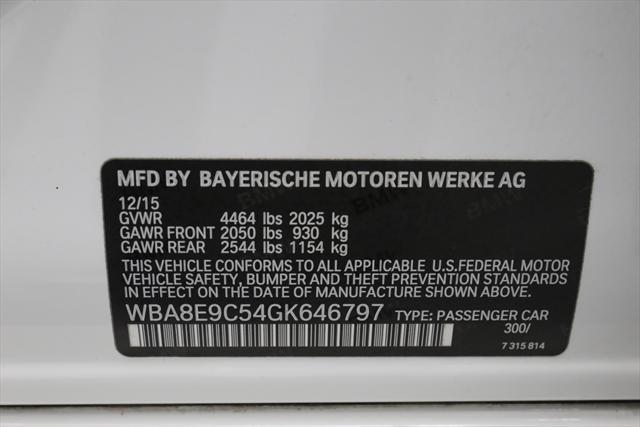 MFD BY BAYERISCHE MOTOREN WERKE AG
12/15
GVWR 4464 lbs 2025 kg
GAWR FRONT 2050 lbs 930 kg
GAWR REAR 2544 lbs 1154 kg
THIS VEHICLE CONFORMS TO ALL APPLICABLE U.S.FEDERAL MOTOR
VEHICLE SAFETY, BUMPER AND THEFT PREVENTION STANDARDS IN
EFFECT ON THE DATE OF MANUFACTURE SHOWN ABOVE.
WBA8E9C54GK646797 TYPE: PASSENGER CAR
300/
7 315 814